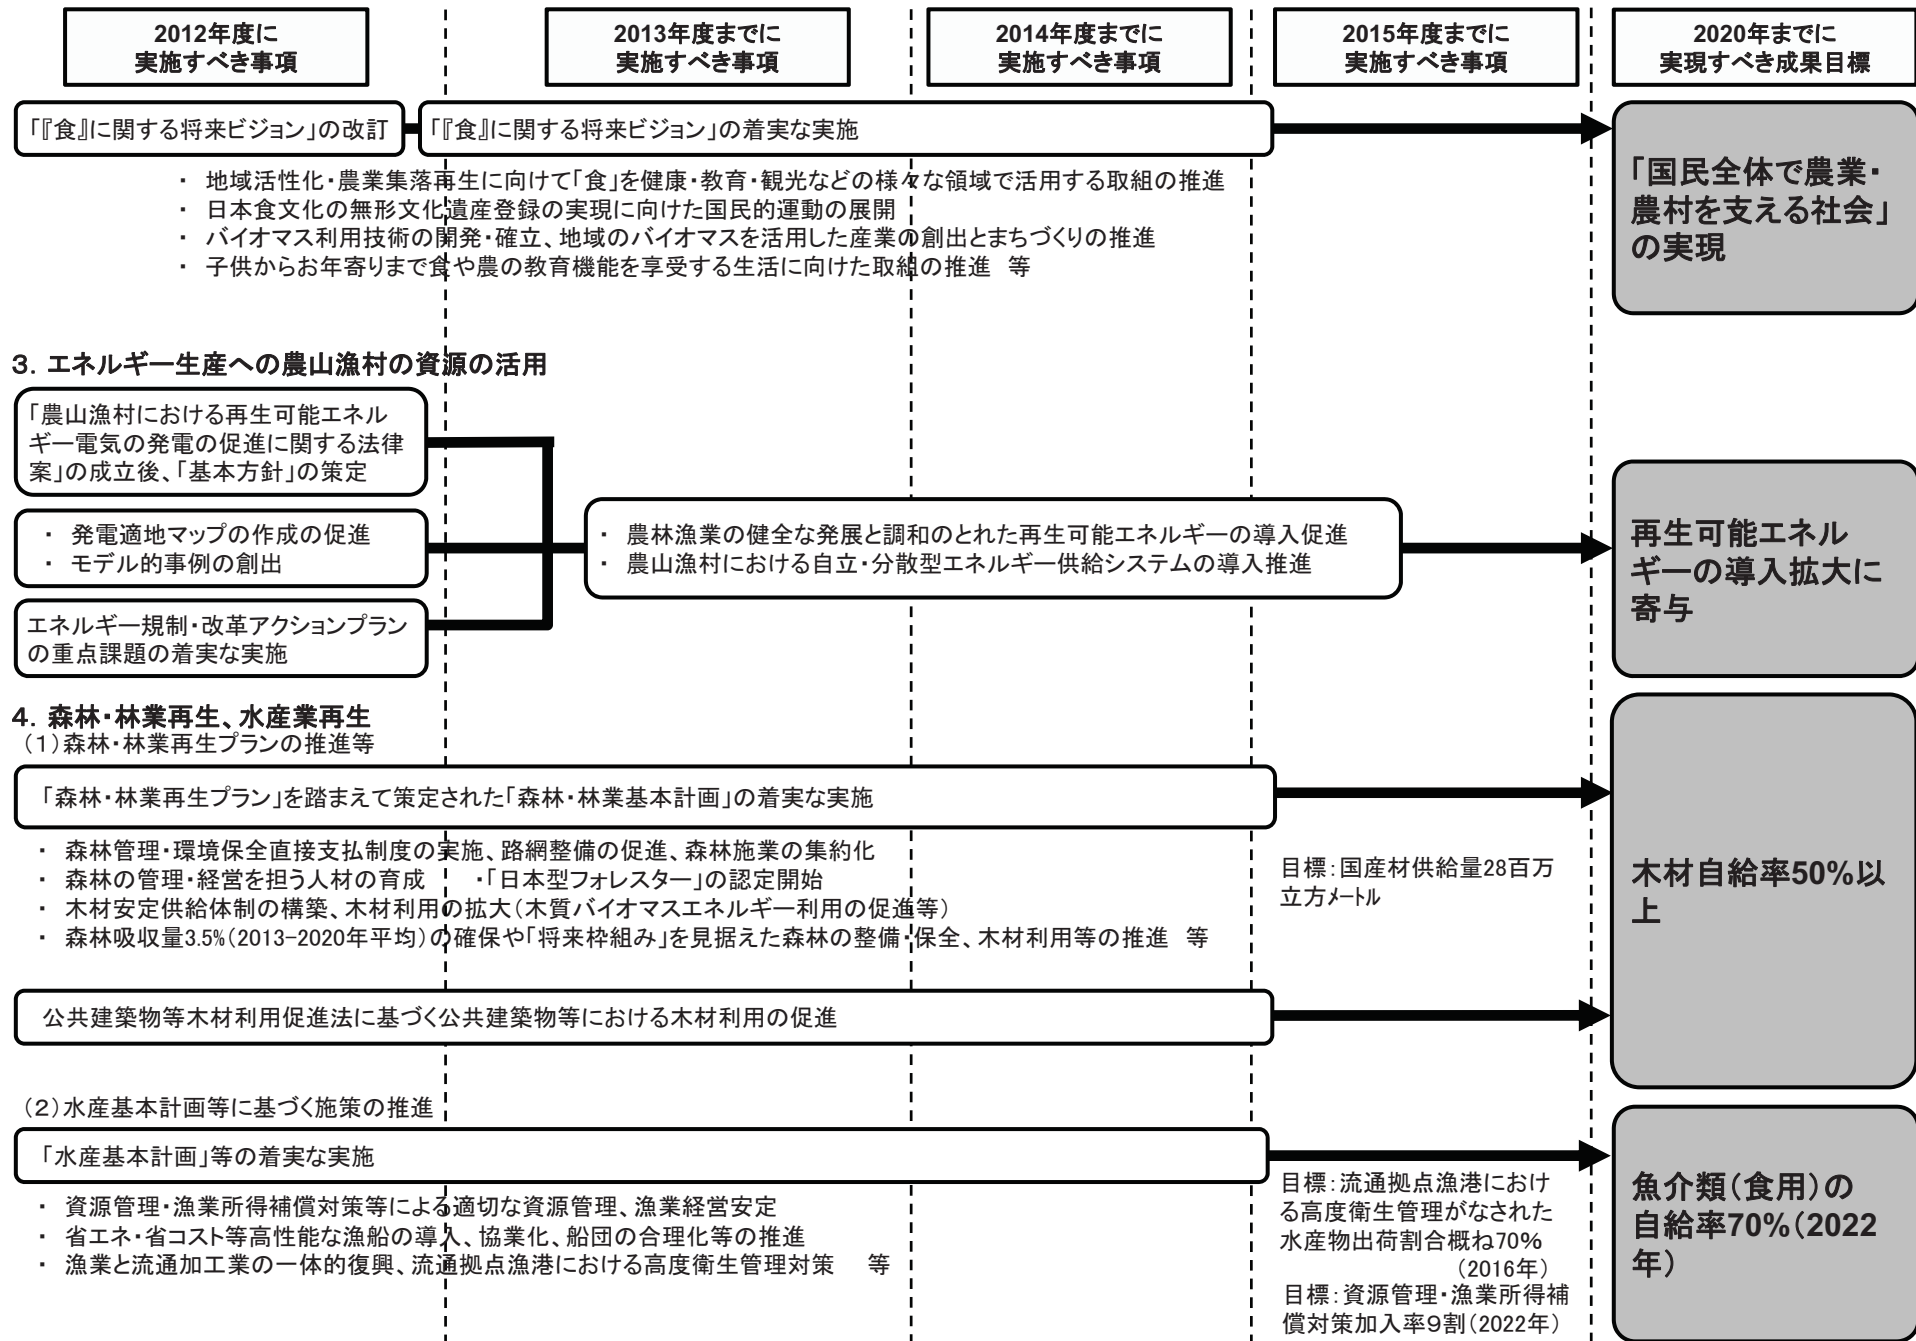 2012年度に
実施すべき事項
2013年度までに
実施すべき事項
2014年度までに
実施すべき事項
2015年度までに
実施すべき事項
2020年までに
実現すべき成果目標
「『食』に関する将来ビジョン」の改訂
「『食』に関する将来ビジョン」の着実な実施
・ 地域活性化・農業集落再生に向けて「食」を健康・教育・観光などの様々な領域で活用する取組の推進
・ 日本食文化の無形文化遺産登録の実現に向けた国民的運動の展開
・ バイオマス利用技術の開発・確立、地域のバイオマスを活用した産業の創出とまちづくりの推進
・ 子供からお年寄りまで食や農の教育機能を享受する生活に向けた取組の推進 等
「国民全体で農業・
農村を支える社会」
の実現
３．エネルギー生産への農山漁村の資源の活用
「農山漁村における再生可能エネル
ギー電気の発電の促進に関する法律
案」の成立後、「基本方針」の策定
・ 発電適地マップの作成の促進
・ モデル的事例の創出
エネルギー規制・改革アクションプラン
の重点課題の着実な実施
・ 農林漁業の健全な発展と調和のとれた再生可能エネルギーの導入促進
・ 農山漁村における自立・分散型エネルギー供給システムの導入推進
再生可能エネル
ギーの導入拡大に
寄与
４．森林・林業再生、水産業再生
（１）森林・林業再生プランの推進等
「森林・林業再生プラン」を踏まえて策定された「森林・林業基本計画」の着実な実施
・ 森林管理・環境保全直接支払制度の実施、路網整備の促進、森林施業の集約化
・ 森林の管理・経営を担う人材の育成 ・「日本型フォレスター」の認定開始
・ 木材安定供給体制の構築、木材利用の拡大（木質バイオマスエネルギー利用の促進等）
・ 森林吸収量3.5%（2013-2020年平均）の確保や「将来枠組み」を見据えた森林の整備・保全、木材利用等の推進 等
目標：国産材供給量28百万
立方メートル
木材自給率50%以
上
公共建築物等木材利用促進法に基づく公共建築物等における木材利用の促進
（２）水産基本計画等に基づく施策の推進
「水産基本計画」等の着実な実施
・ 資源管理・漁業所得補償対策等による適切な資源管理、漁業経営安定
・ 省エネ・省コスト等高性能な漁船の導入、協業化、船団の合理化等の推進
・ 漁業と流通加工業の一体的復興、流通拠点漁港における高度衛生管理対策 等
目標：流通拠点漁港におけ
る高度衛生管理がなされた
水産物出荷割合概ね70%
（2016年）
目標：資源管理・漁業所得補
償対策加入率９割（2022年）
魚介類（食用）の
自給率70%（2022
年）